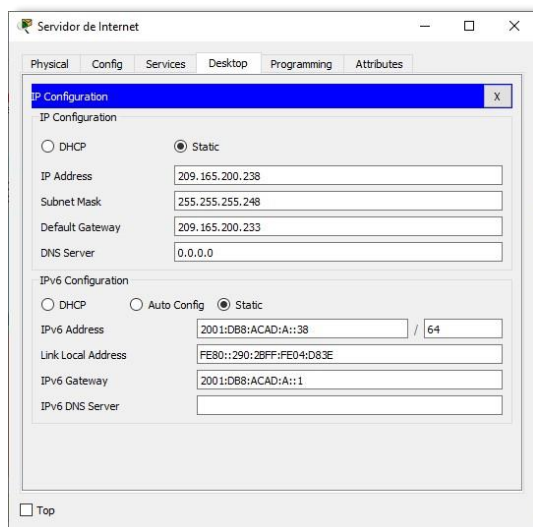 Servidor de Internet
Physical Config Services Desktop Programming Attributes
IP Configuration X
IP Configuration
DHCP Static
IP Address 209.165.200.238
Subnet Mask 255.255.255.248
Default Gateway 209.165.200.233
DNS Server 0.0.0.0
IPv6 Configuration
DHCP Auto Config Static
IPv6 Address 2001:DB8:ACAD:A::38 / 64
Link Local Address FE80::290:2BFF:FE04:D83E
IPv6 Gateway 2001:DB8:ACAD:A::1
IPv6 DNS Server
Top